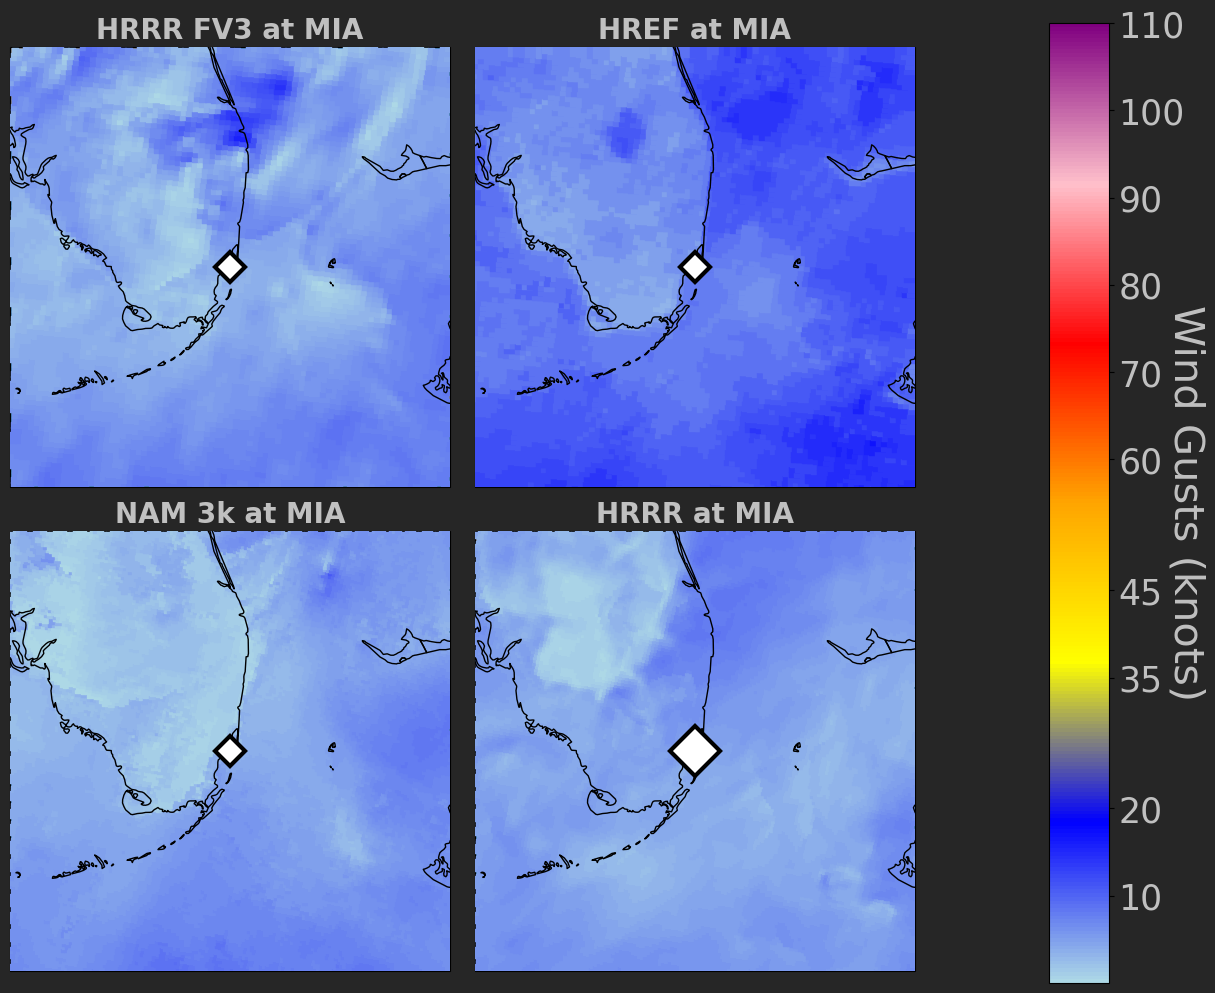 HRRR FV3 at MIA
HREF at MIA
NAM 3k at MIA
HRRR at MIA
110
100
90
80
70
60
45
35
20
10
Wind Gusts (knots)